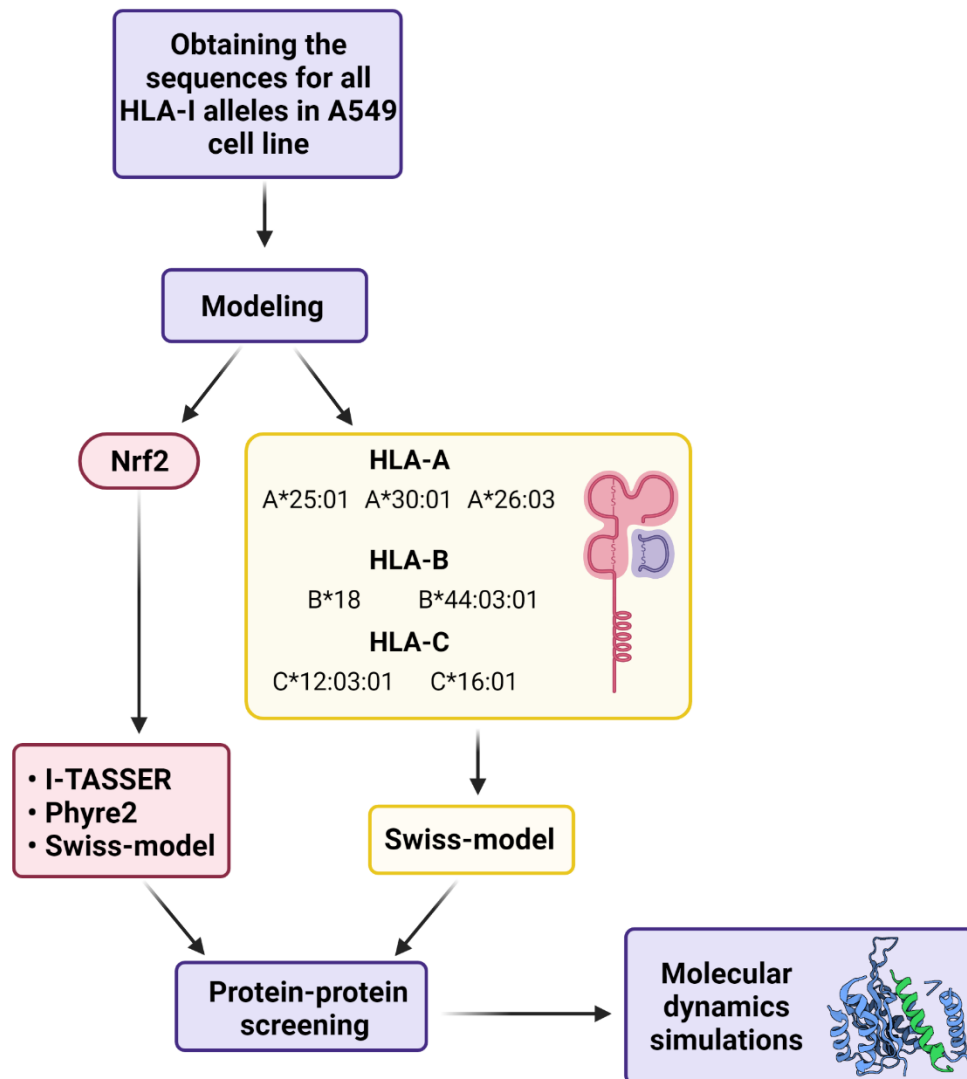 Obtaining the
sequences for all
HLA-I alleles in A549
cell line
Modeling
Nrf2
HLA-A
A*25:01 A*30:01 A*26:03
HLA-B
B*18 B*44:03:01
HLA-C
C*12:03:01 C*16:01
• I-TASSER
• Phyre2
• Swiss-model
Swiss-model
Protein-protein
screening
Molecular
dynamics
simulations